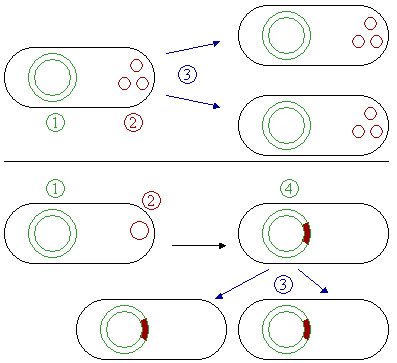 ③
① ②
① ② ④
③